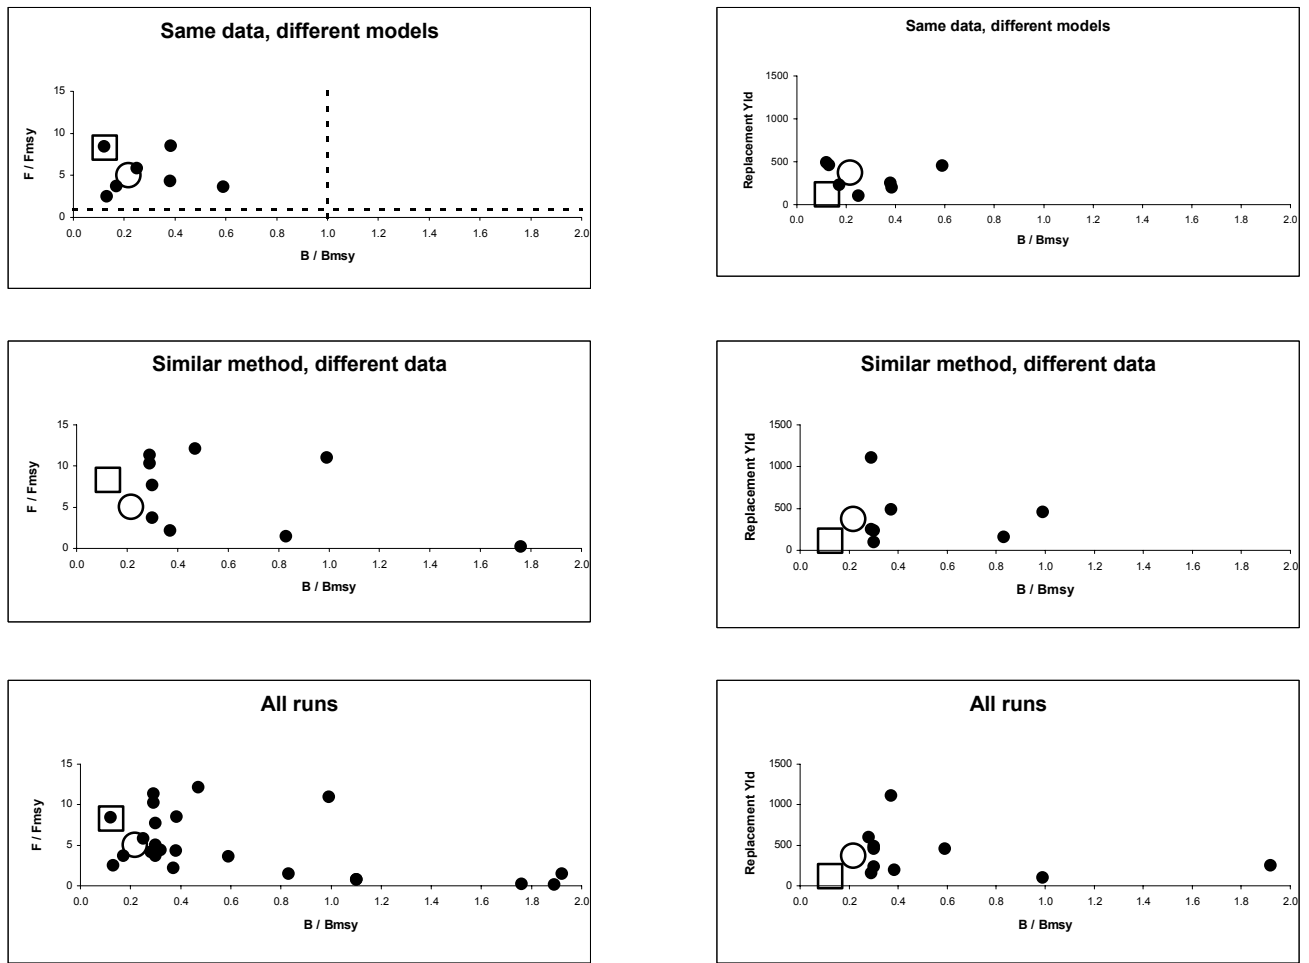 Same data, different models
F / Fmsy
15
10
5
0
0.0 0.2 0.4 0.6 0.8 1.0 1.2 1.4 1.6 1.8 2.0
B / Bmsy
Same data, different models
Replacement Yld
1500
1000
500
0
0.0 0.2 0.4 0.6 0.8 1.0 1.2 1.4 1.6 1.8 2.0
B / Bmsy
Similar method, different data
F / Fmsy
15
10
5
0
0.0 0.2 0.4 0.6 0.8 1.0 1.2 1.4 1.6 1.8 2.0
B / Bmsy
Similar method, different data
Replacement Yld
1500
1000
500
0
0.0 0.2 0.4 0.6 0.8 1.0 1.2 1.4 1.6 1.8 2.0
B / Bmsy
All runs
F / Fmsy
15
10
5
0
0.0 0.2 0.4 0.6 0.8 1.0 1.2 1.4 1.6 1.8 2.0
B / Bmsy
All runs
Replacement Yld
1500
1000
500
0
0.0 0.2 0.4 0.6 0.8 1.0 1.2 1.4 1.6 1.8 2.0
B / Bmsy